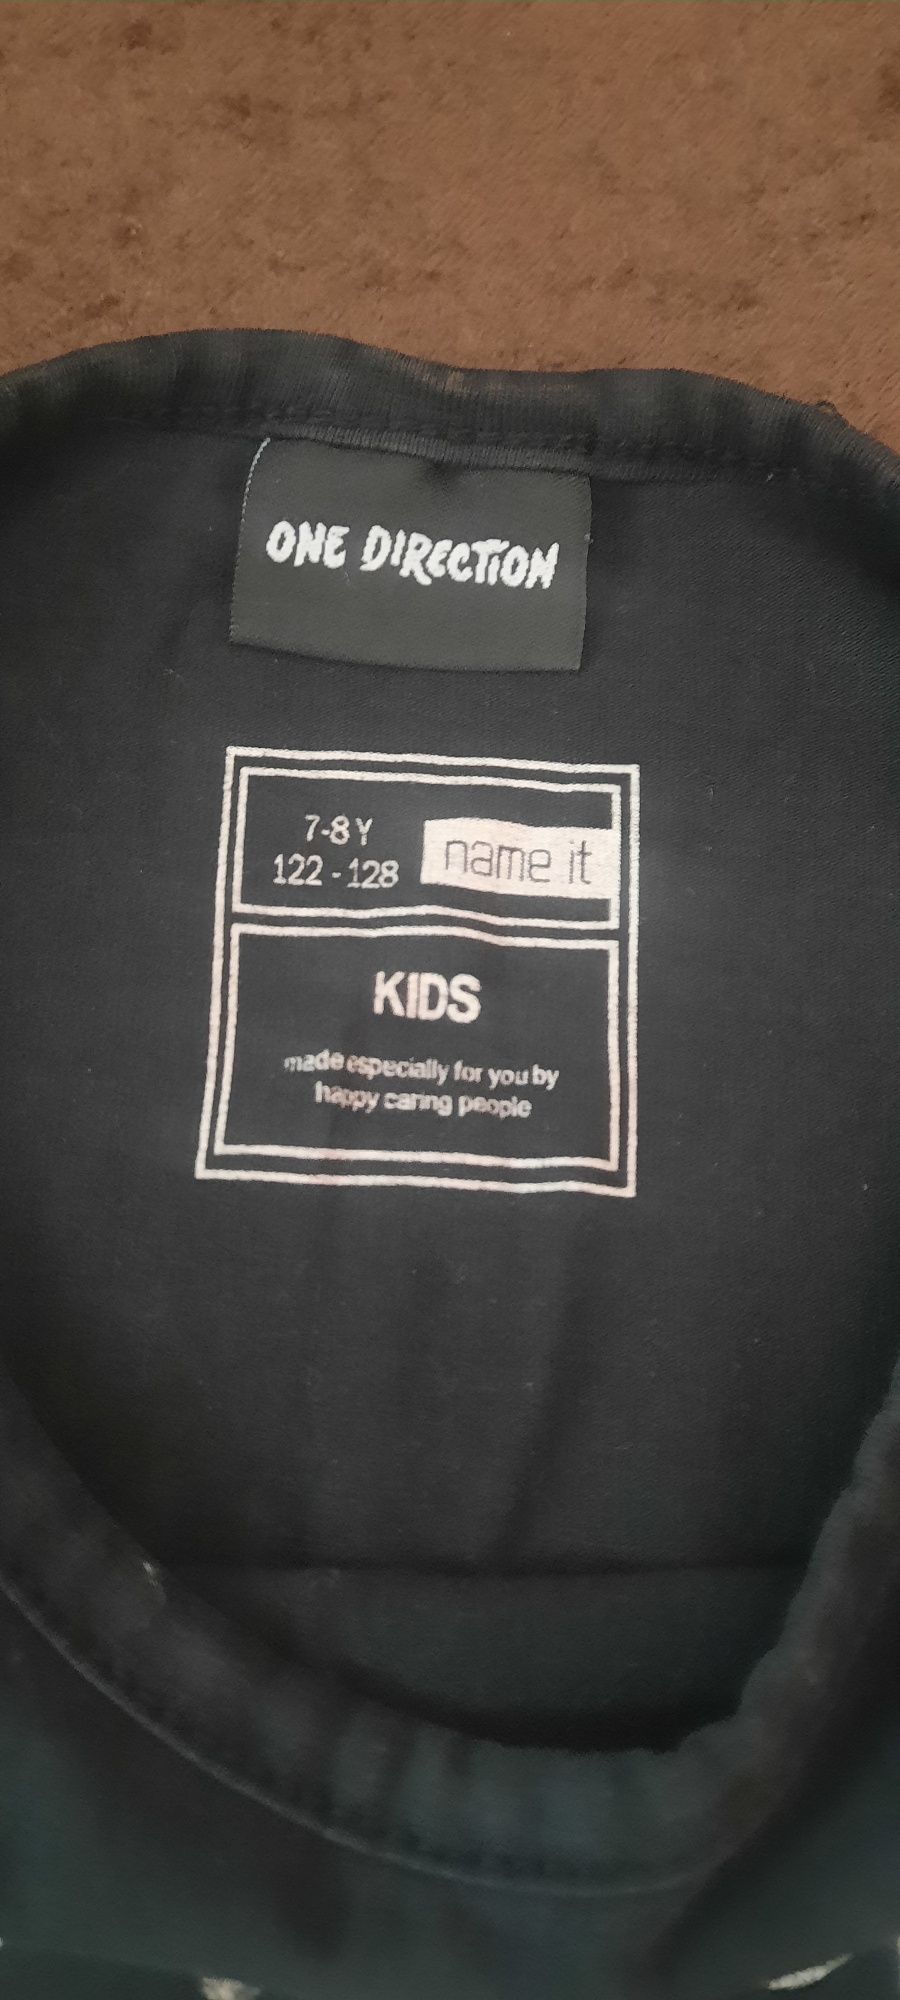 ONE DIRECTION
7-8 Y
122 - 128
name it
KIDS
made especially for you by
happy caring people